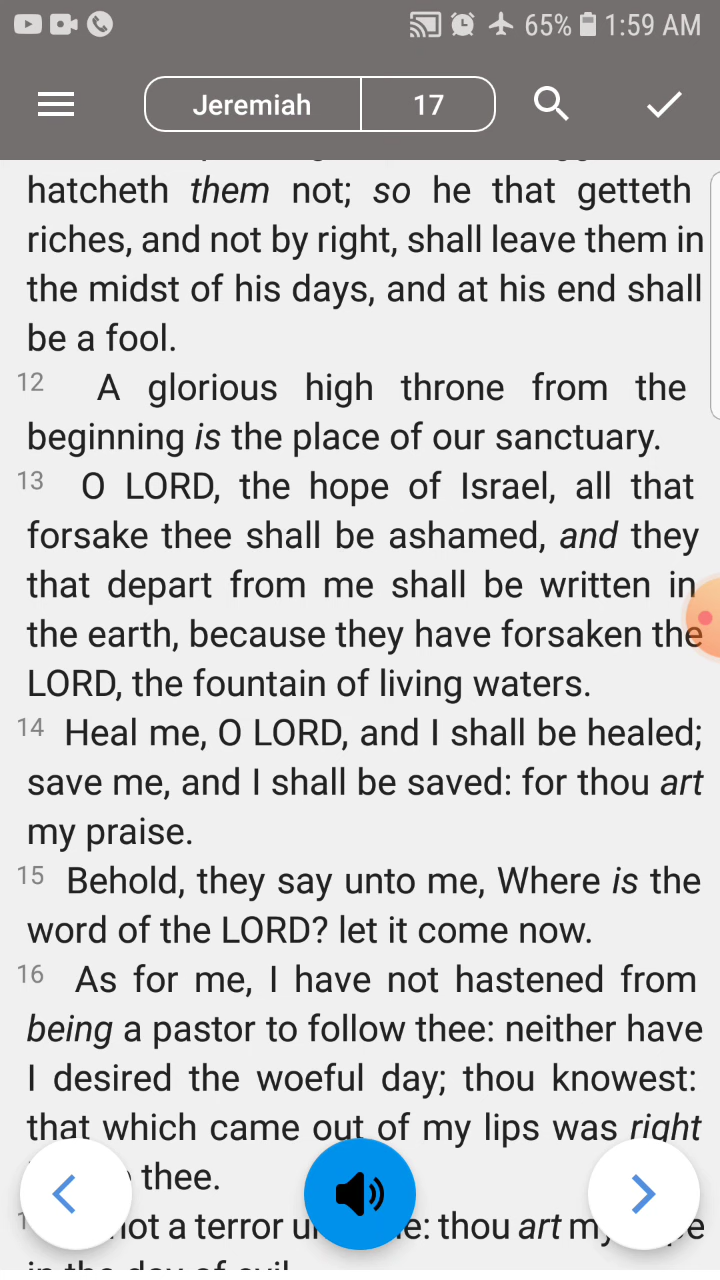 65% 1:59 AM
Jeremiah 17
hatcheth them not; so he that getteth
riches, and not by right, shall leave them in
the midst of his days, and at his end shall
be a fool.
12 A glorious high throne from the
beginning is the place of our sanctuary.
13 O LORD, the hope of Israel, all that
forsake thee shall be ashamed, and they
that depart from me shall be written in
the earth, because they have forsaken the
LORD, the fountain of living waters.
14 Heal me, O LORD, and I shall be healed;
save me, and I shall be saved: for thou art
my praise.
15 Behold, they say unto me, Where is the
word of the LORD? let it come now.
16 As for me, I have not hastened from
being a pastor to follow thee: neither have
I desired the woeful day; thou knowest:
that which came out of my lips was right
thee.
a terror thou art
in the day of evil